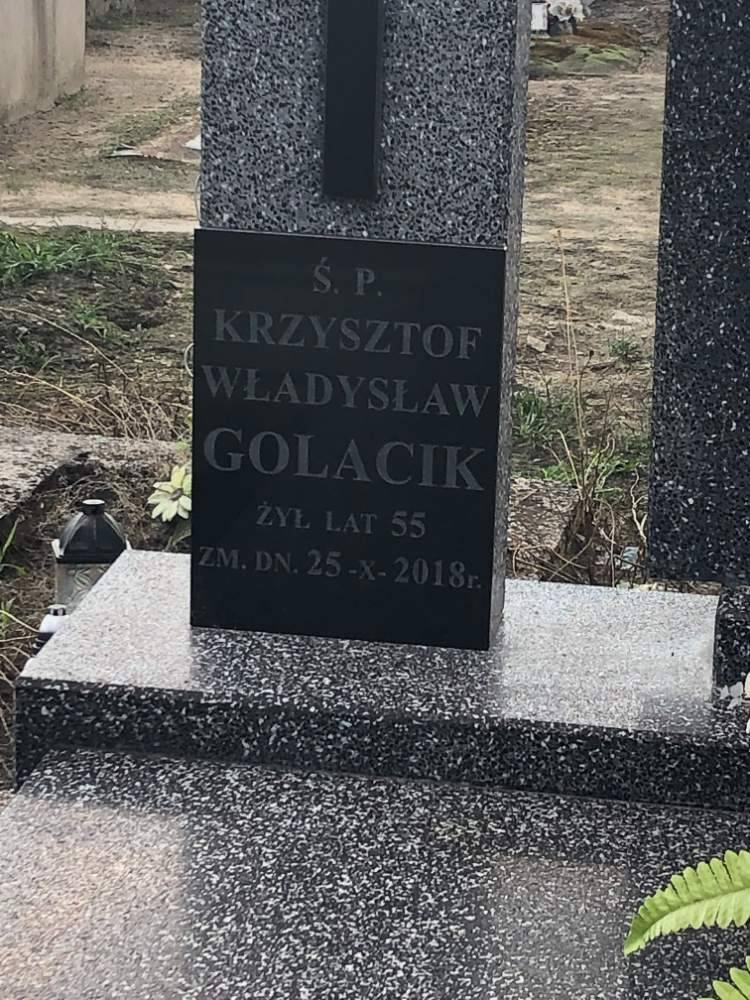 Ś. P.
KRZYSZTOF
WŁADYSŁAW
GOLACIK
ŻYŁ LAT 55
ZM. DN. 25-X-2018r.